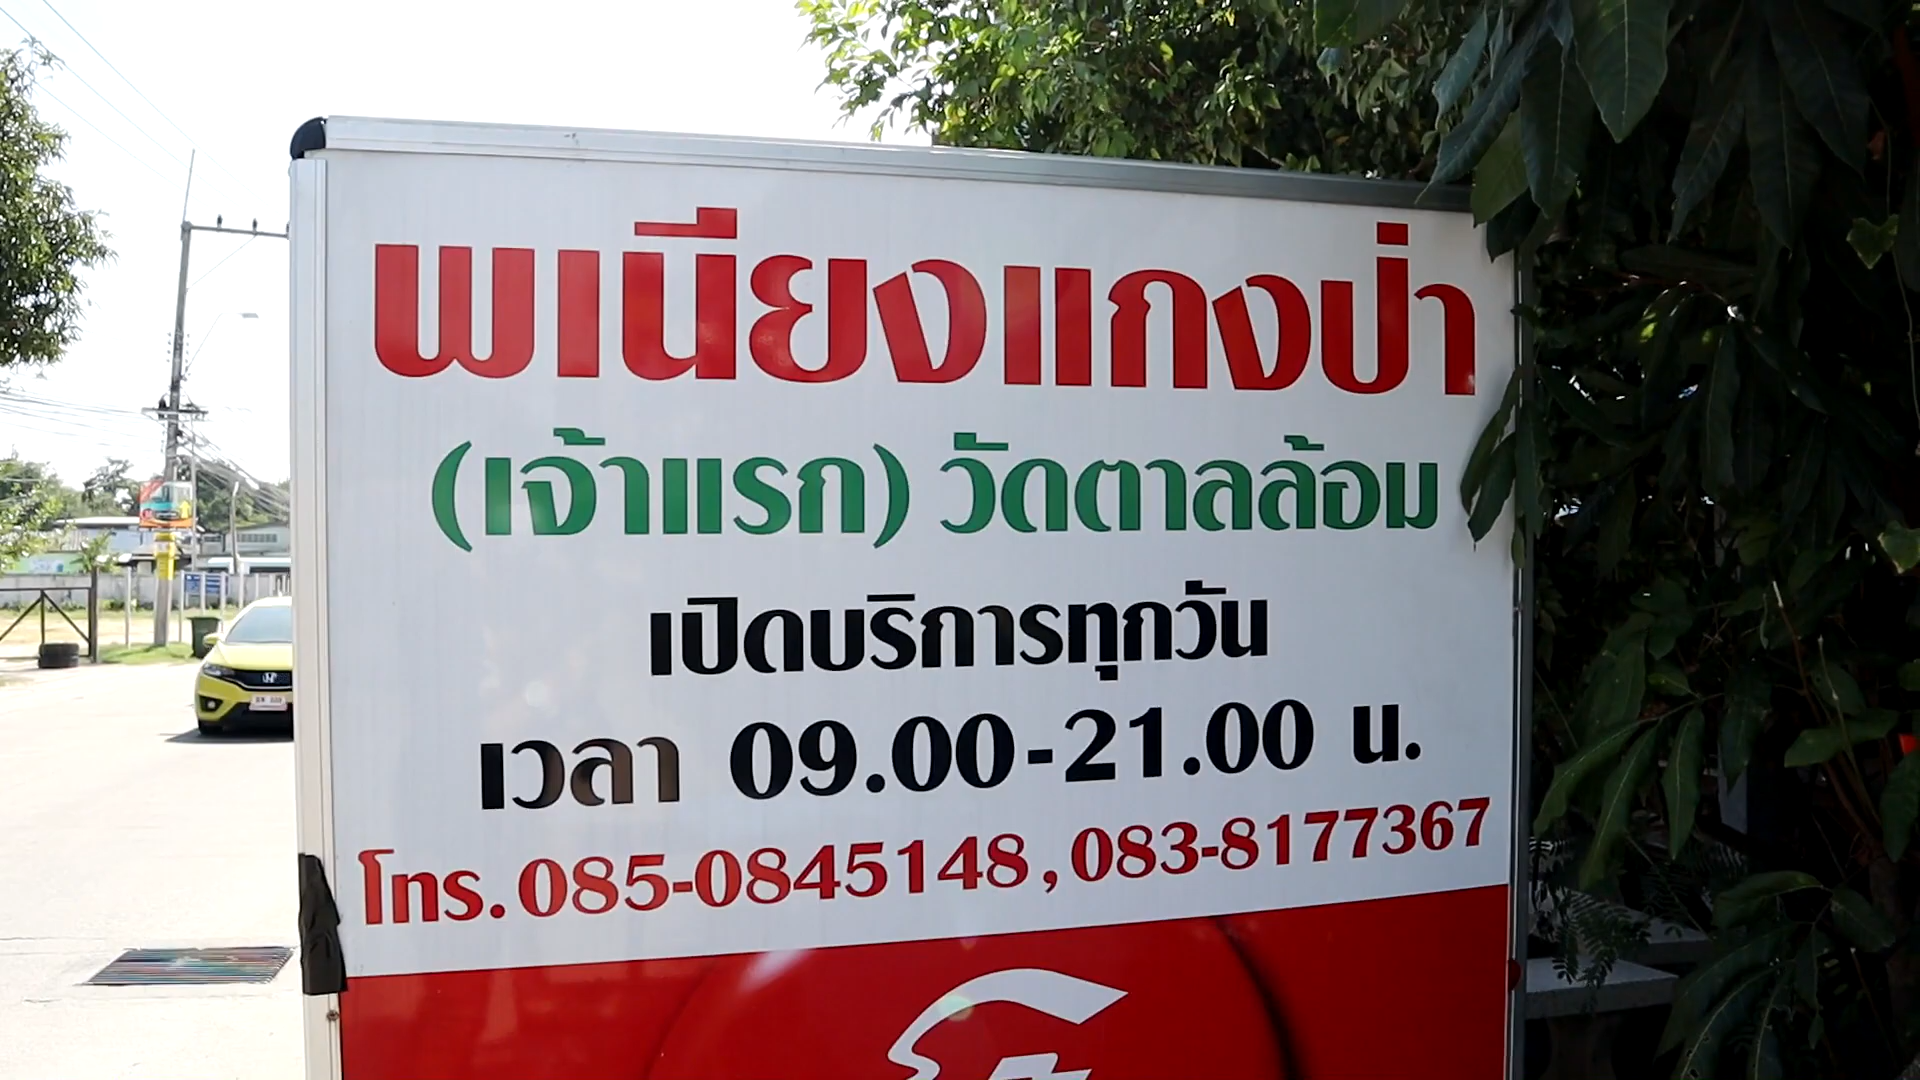 พเนียงแกงป่า
(เจ้าแรก) วัดตาลล้อม
เปิดบริการทุกวัน
เวลา 09.00-21.00 น.
โทร. 085-0845148, 083-8177367